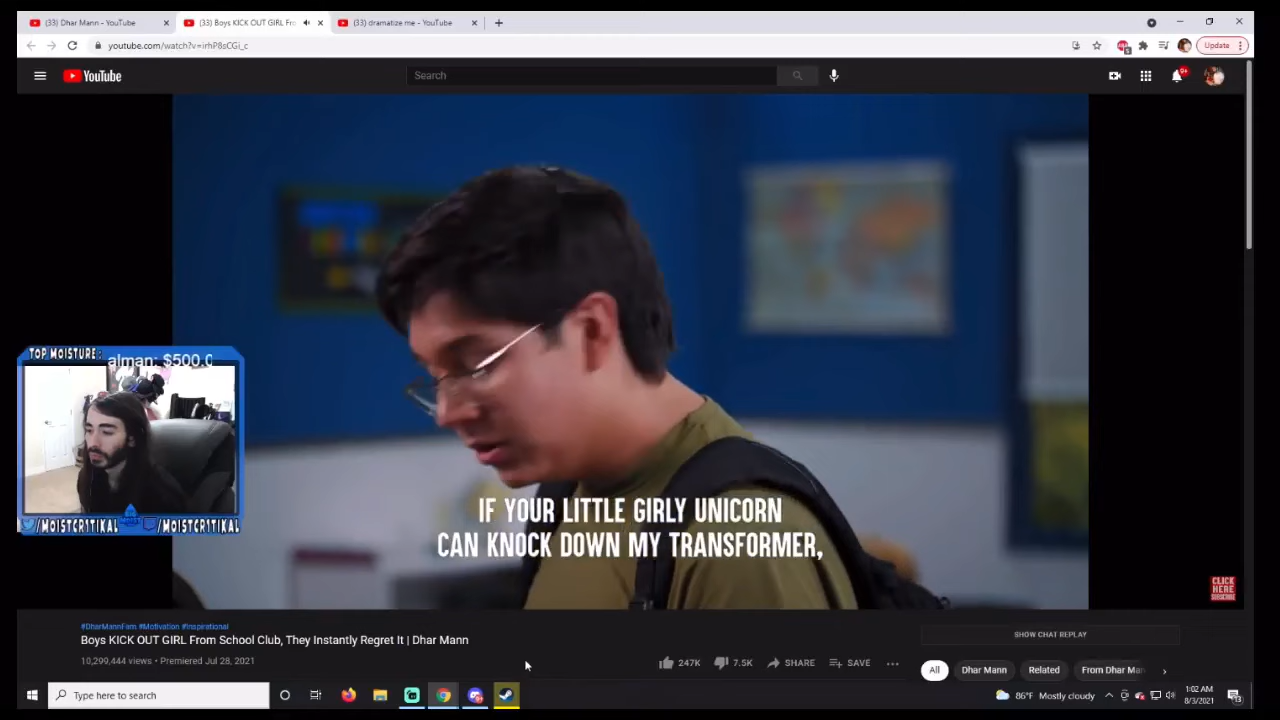 (33) Dhar Mann - YouTube
(33) Boys KICK OUT GIRL Fr
(33) dramatize me - YouTube
youtube.com/watch?v=irhP8sCGi_c
Update
YouTube
Search
9+
TOP MOISTURE :
alman: $500.0
/MOISTCR1TIKAL
/MOISTCR1TIKAL
IF YOUR LITTLE GIRLY UNICORN
CAN KNOCK DOWN MY TRANSFORMER,
CLICK
HERE
SUBSCRIBE
#DharMannFam #Motivation #Inspirational
Boys KICK OUT GIRL From School Club, They Instantly Regret It | Dhar Mann
10,299,444 views • Premiered Jul 28, 2021
247K
7.5K
SHARE
SAVE
SHOW CHAT REPLAY
All
Dhar Mann
Related
From Dhar Man
Type here to search
86°F Mostly cloudy
1:02 AM
8/3/2021